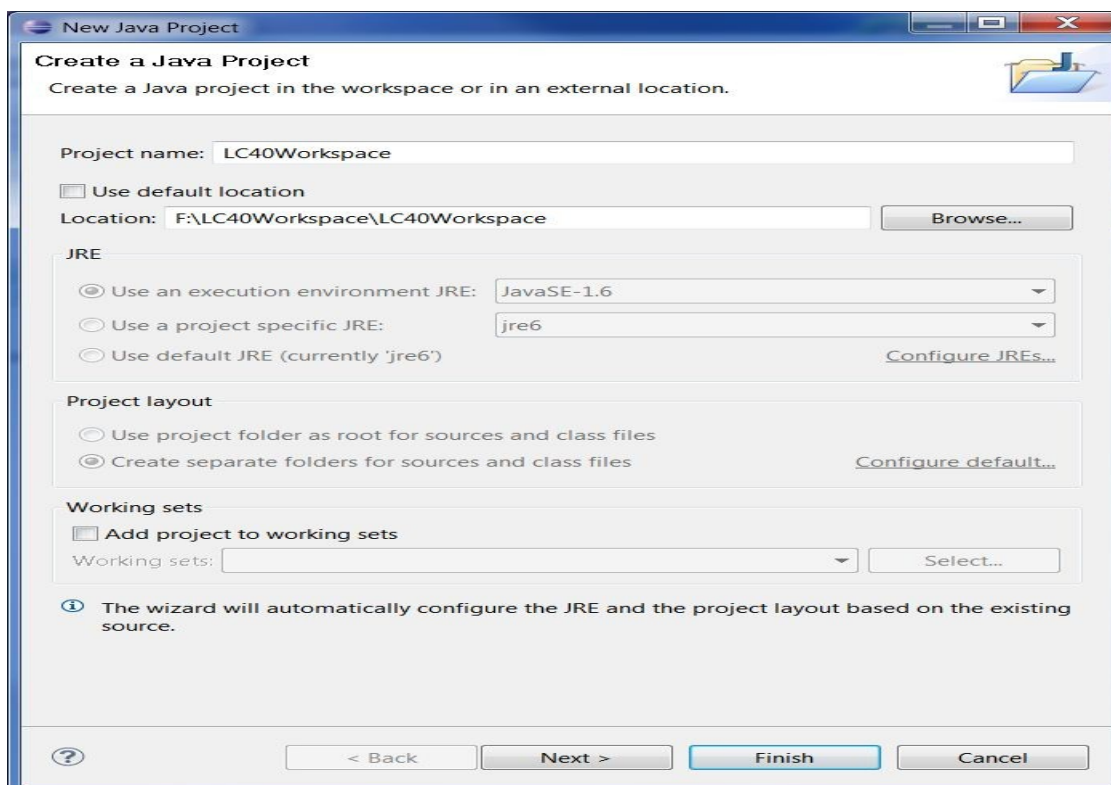 New Java Project
Create a Java Project
Create a Java project in the workspace or in an external location.
Project name: LC40Workspace
Use default location
Location: F:\LC40Workspace\LC40Workspace Browse...
JRE
Use an execution environment JRE: JavaSE-1.6
Use a project specific JRE: jre6
Use default JRE (currently 'jre6') Configure JREs...
Project layout
Use project folder as root for sources and class files
Create separate folders for sources and class files Configure default...
Working sets
Add project to working sets
Working sets: Select...
The wizard will automatically configure the JRE and the project layout based on the existing
source.
? < Back Next > Finish Cancel